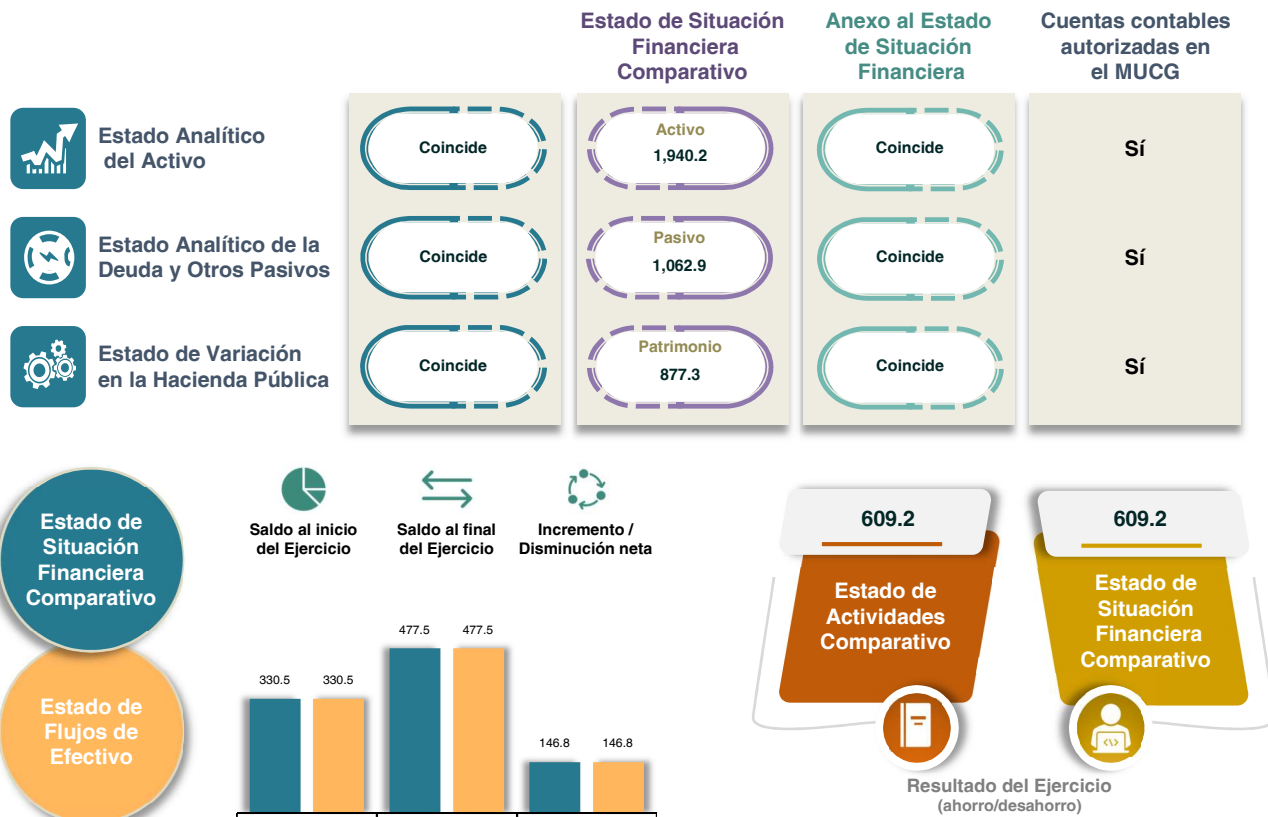 Estado de Situación
Financiera
Comparativo
Anexo al Estado
de Situación
Financiera
Cuentas contables
autorizadas en
el MUCG
Estado Analítico
del Activo
Coincide
Activo
1,940.2
Coincide
Sí
Estado Analítico de la
Deuda y Otros Pasivos
Coincide
Pasivo
1,062.9
Coincide
Sí
Estado de Variación
en la Hacienda Pública
Coincide
Patrimonio
877.3
Coincide
Sí
Estado de
Situación
Financiera
Comparativo
Estado de
Flujos de
Efectivo
Saldo al inicio
del Ejercicio
Saldo al final
del Ejercicio
Incremento /
Disminución neta
330.5
330.5
477.5
477.5
146.8
146.8
609.2
Estado de
Actividades
Comparativo
609.2
Estado de
Situación
Financiera
Comparativo
Resultado del Ejercicio
(ahorro/desahorro)